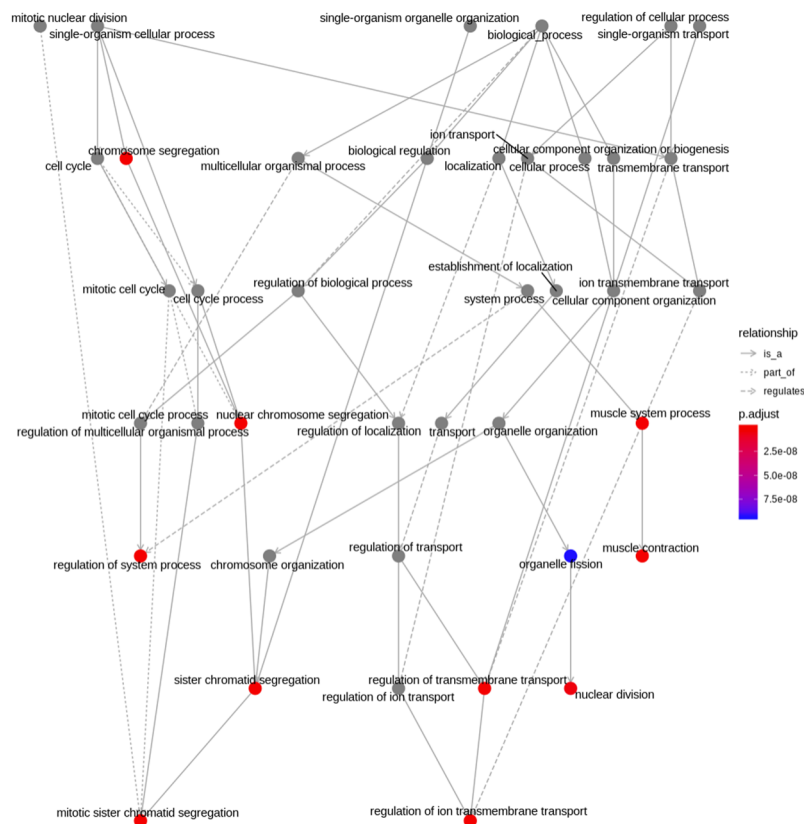 mitotic nuclear division
single-organism organelle organization
regulation of cellular process
single-organism cellular process
biological_process
single-organism transport
ion transport
chromosome segregation
biological regulation
cellular component organization or biogenesis
cell cycle
multicellular organismal process
localization
cellular process
transmembrane transport
establishment of localization
mitotic cell cycle
cell cycle process
regulation of biological process
system process
ion transmembrane transport
cellular component organization
relationship
is_a
part_of
regulates
mitotic cell cycle process
nuclear chromosome segregation
muscle system process
regulation of multicellular organismal process
regulation of localization
transport
organelle organization
p.adjust
2.5e-08
5.0e-08
7.5e-08
regulation of transport
muscle contraction
regulation of system process
chromosome organization
organelle fission
sister chromatid segregation
regulation of transmembrane transport
regulation of ion transport
nuclear division
mitotic sister chromatid segregation
regulation of ion transmembrane transport